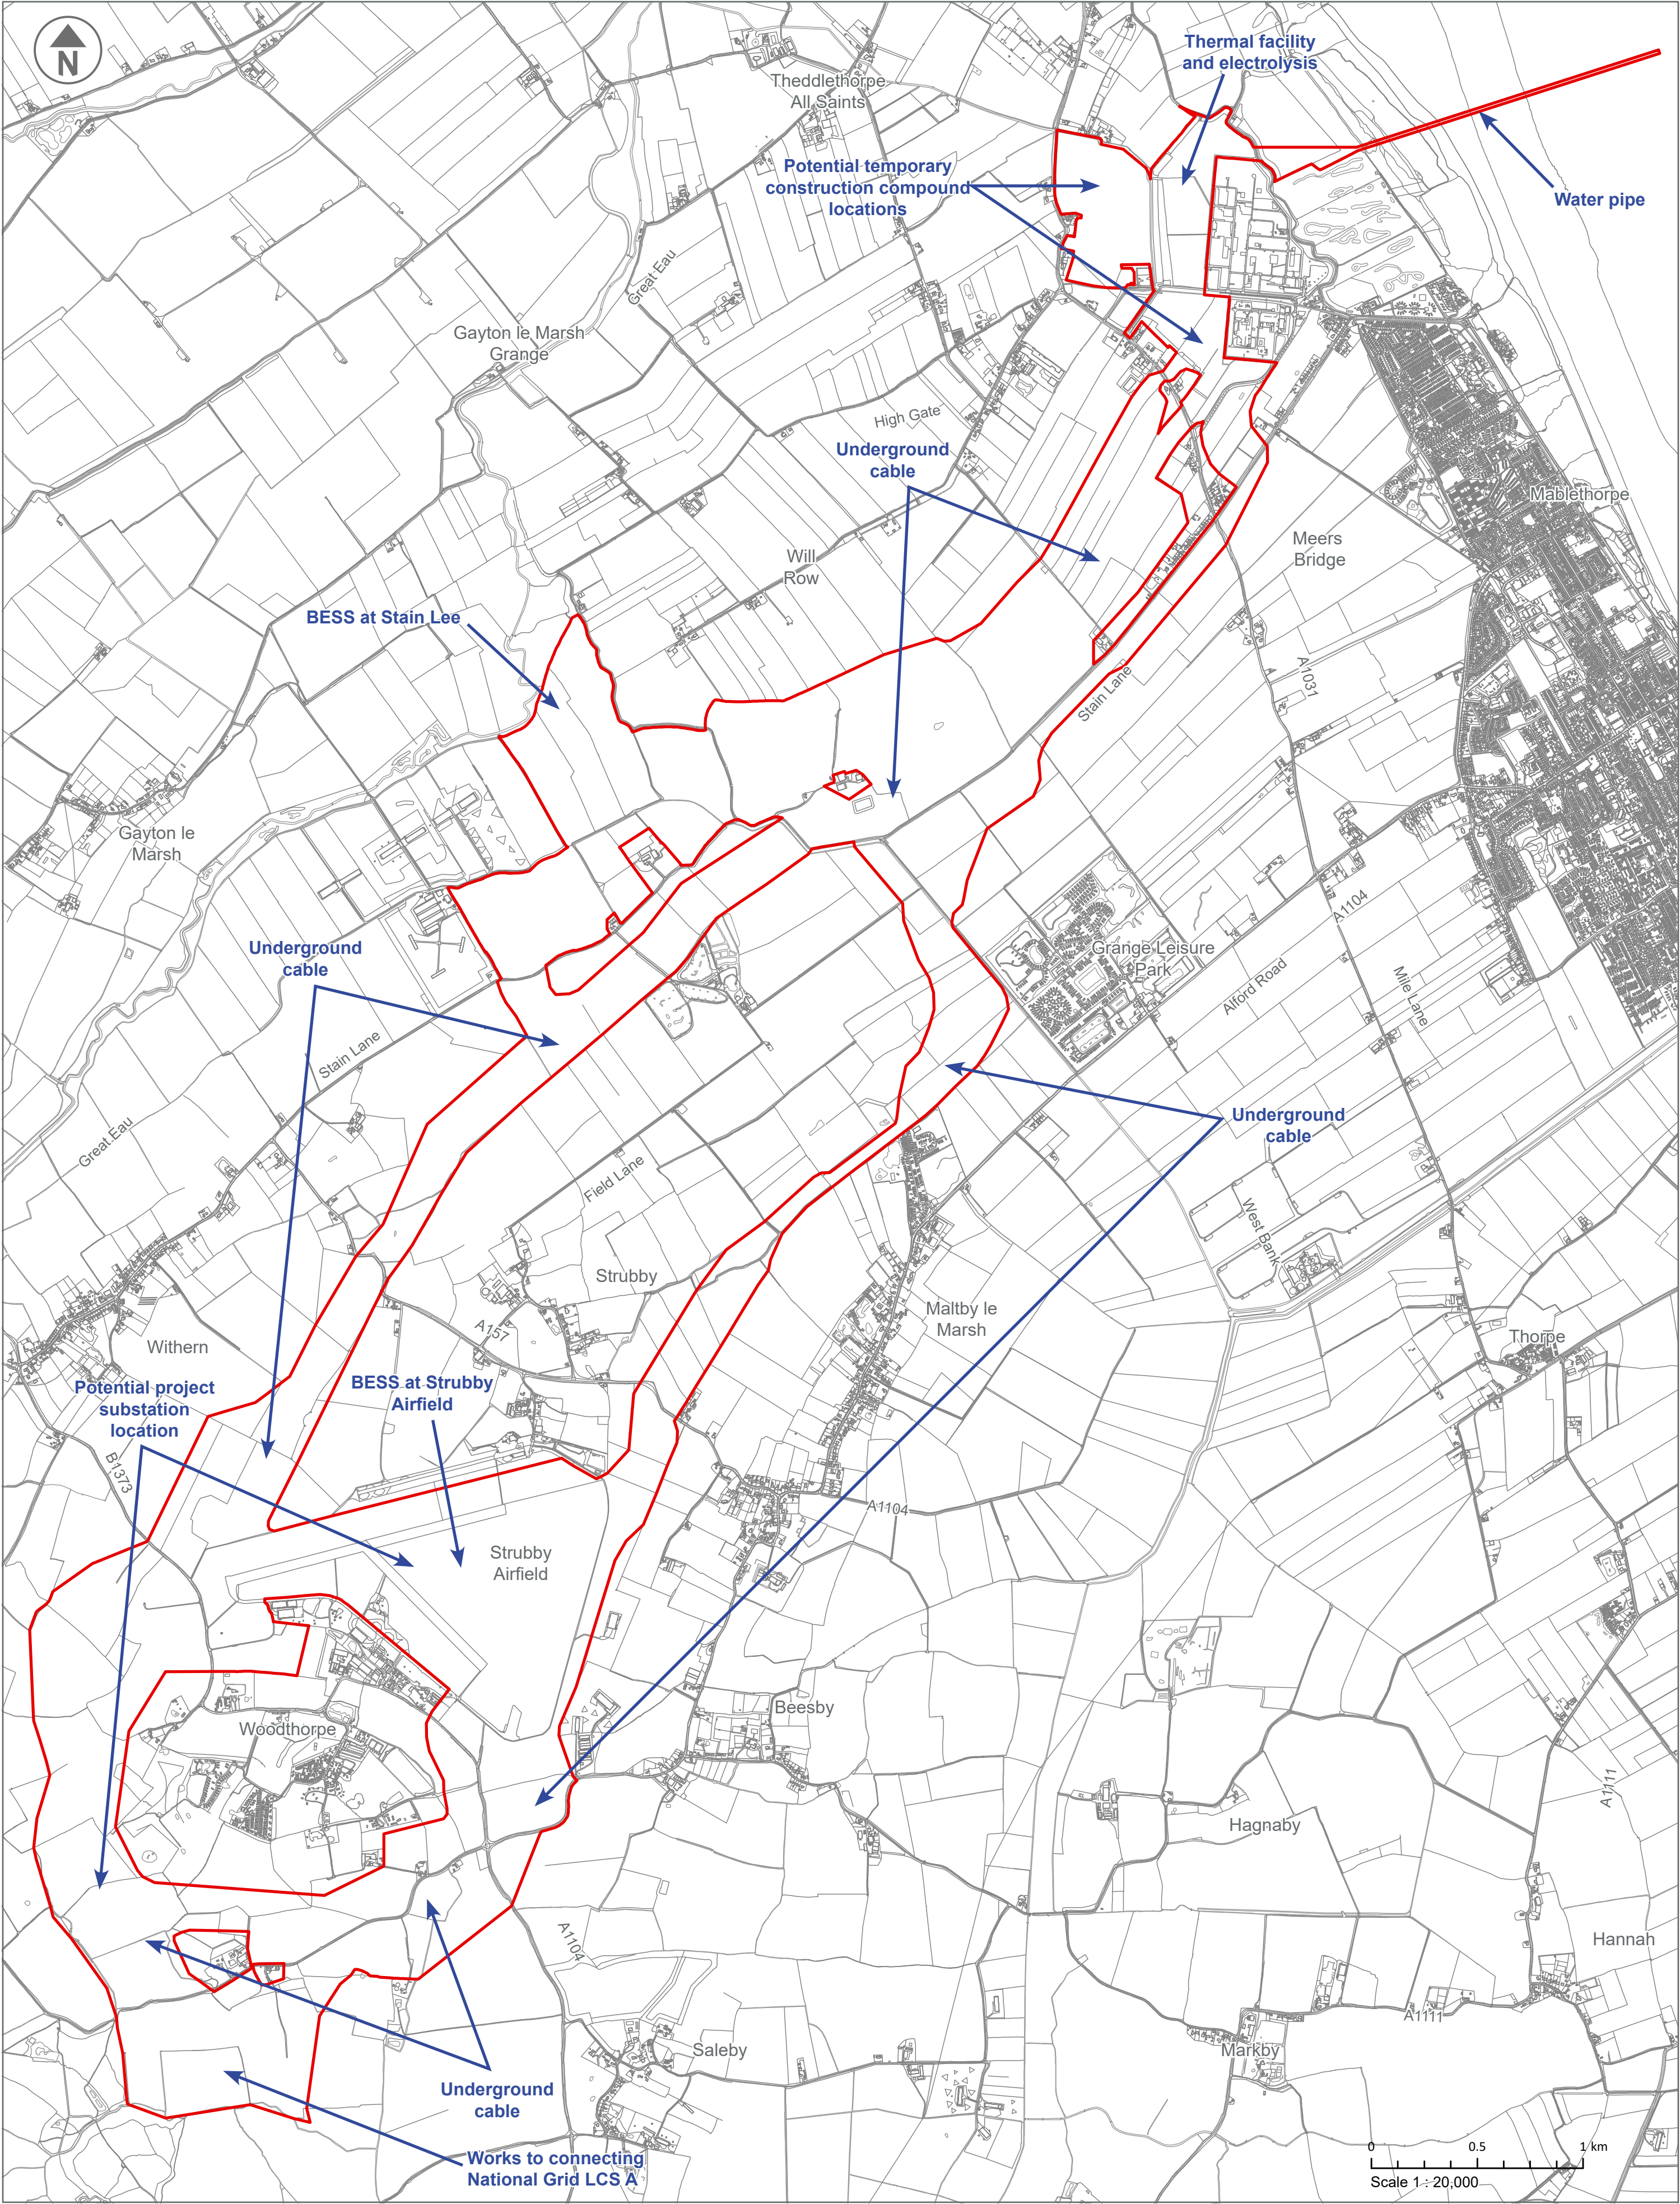 N
Thermal facility
and electrolysis
Theddlethorpe
All Saints
Potential temporary
construction compound
locations
Water pipe
Great Eau
Gayton le Marsh
Grange
High Gate
Underground
cable
Mablethorpe
Meers
Bridge
Will
Row
BESS at Stain Lee
A1031
Stain Lane
Gayton le
Marsh
A1104
Underground
cable
Grange Leisure
Park
Alford Road
Mile Lane
Stain Lane
Great Eau
Underground
cable
Field Lane
West Bank
Strubby
Maltby le
Marsh
A157
Withern
Thorpe
Potential project
substation
location
BESS at Strubby
Airfield
B1373
A1104
Strubby
Airfield
Beesby
Woodthorpe
A1111
Hagnaby
A1104
Hannah
A1111
Saleby
Markby
Underground
cable
Works to connecting
National Grid LCS A
0 0.5 1 km
Scale 1 : 20,000